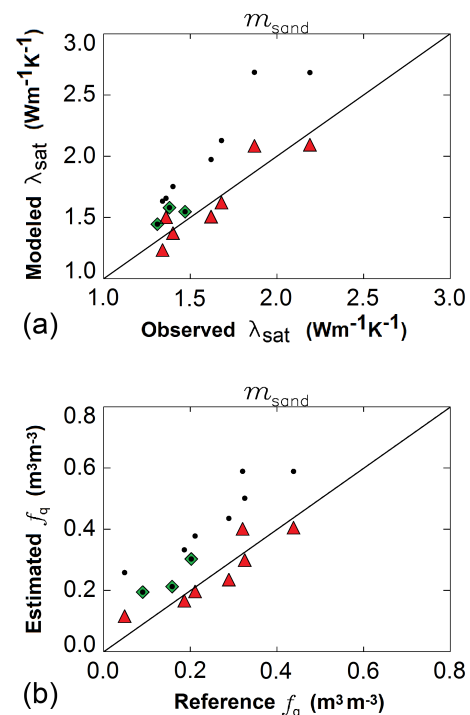 (a)
m_sand
3.0
2.5
2.0
1.5
1.0
1.0 1.5 2.0 2.5 3.0
Modeled λsat (Wm⁻¹K⁻¹)
Observed λsat (Wm⁻¹K⁻¹)
m_sand
0.8
0.6
0.4
0.2
0.0
0.0 0.2 0.4 0.6 0.8
Estimated fq (m³m⁻³)
(b)
Reference fq (m³m⁻³)